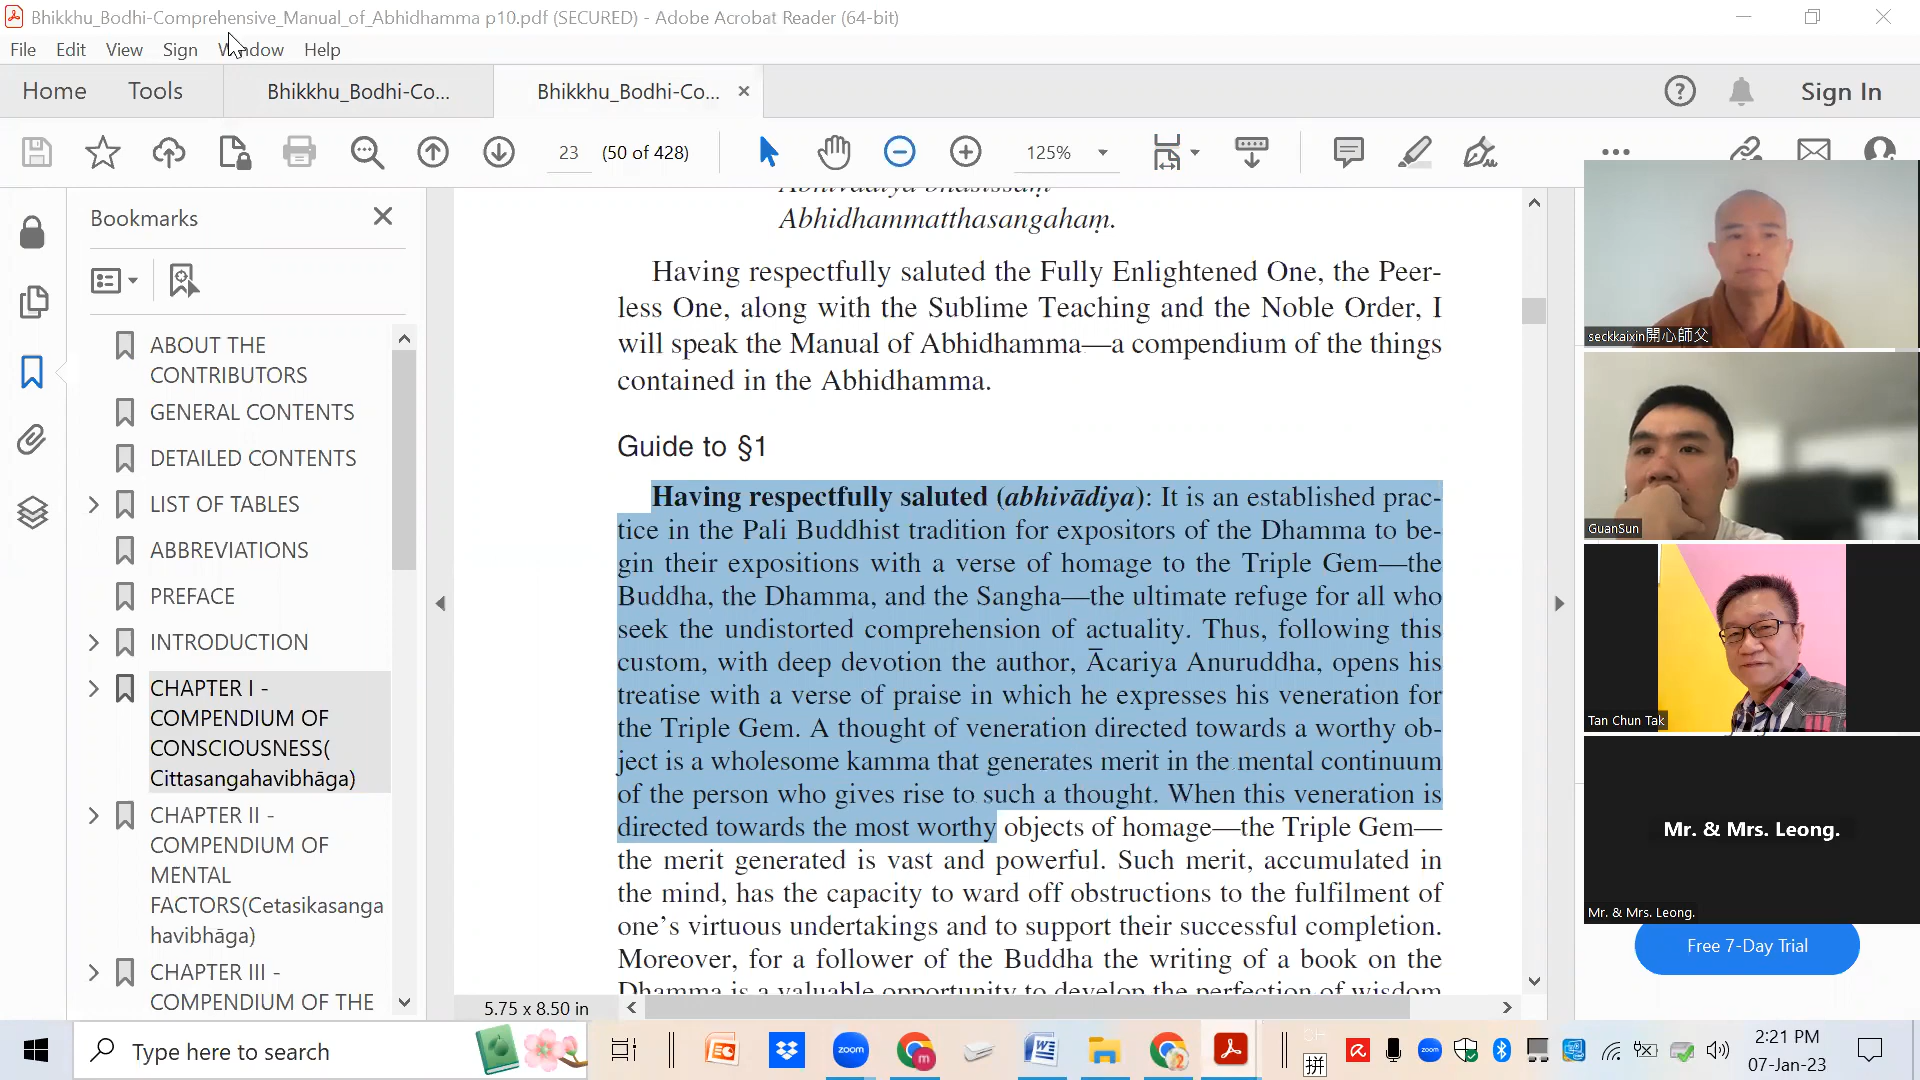 Bhikkhu_Bodhi-Comprehensive_Manual_of_Abhidhamma p10.pdf (SECURED) - Adobe Acrobat Reader (64-bit)
File Edit View Sign Window Help
Home Tools Bhikkhu_Bodhi-Co... Bhikkhu_Bodhi-Co... Sign In
23 (50 of 428) 125%
Bookmarks
ABOUT THE
CONTRIBUTORS
GENERAL CONTENTS
DETAILED CONTENTS
LIST OF TABLES
ABBREVIATIONS
PREFACE
INTRODUCTION
CHAPTER I -
COMPENDIUM OF
CONSCIOUSNESS(
Cittasangahavibhāga)
CHAPTER II -
COMPENDIUM OF
MENTAL
FACTORS(Cetasikasanga
havibhāga)
CHAPTER III -
COMPENDIUM OF THE
Abhivādiya bhāsissaṃ
Abhidhammatthasangahaṃ.
Having respectfully saluted the Fully Enlightened One, the Peer-
less One, along with the Sublime Teaching and the Noble Order, I
will speak the Manual of Abhidhamma—a compendium of the things
contained in the Abhidhamma.
Guide to §1
Having respectfully saluted (abhivādiya): It is an established prac-
tice in the Pali Buddhist tradition for expositors of the Dhamma to be-
gin their expositions with a verse of homage to the Triple Gem—the
Buddha, the Dhamma, and the Sangha—the ultimate refuge for all who
seek the undistorted comprehension of actuality. Thus, following this
custom, with deep devotion the author, Ācariya Anuruddha, opens his
treatise with a verse of praise in which he expresses his veneration for
the Triple Gem. A thought of veneration directed towards a worthy ob-
ject is a wholesome kamma that generates merit in the mental continuum
of the person who gives rise to such a thought. When this veneration is
directed towards the most worthy objects of homage—the Triple Gem—
the merit generated is vast and powerful. Such merit, accumulated in
the mind, has the capacity to ward off obstructions to the fulfilment of
one's virtuous undertakings and to support their successful completion.
Moreover, for a follower of the Buddha the writing of a book on the
Dhamma is a valuable opportunity to develop the perfection of wisdom
5.75 x 8.50 in
seckkaixin開心師父
GuanSun
Tan Chun Tak
Mr. & Mrs. Leong.
Mr. & Mrs. Leong.
Free 7-Day Trial
Type here to search
zoom
zoom
拼
2:21 PM
07-Jan-23